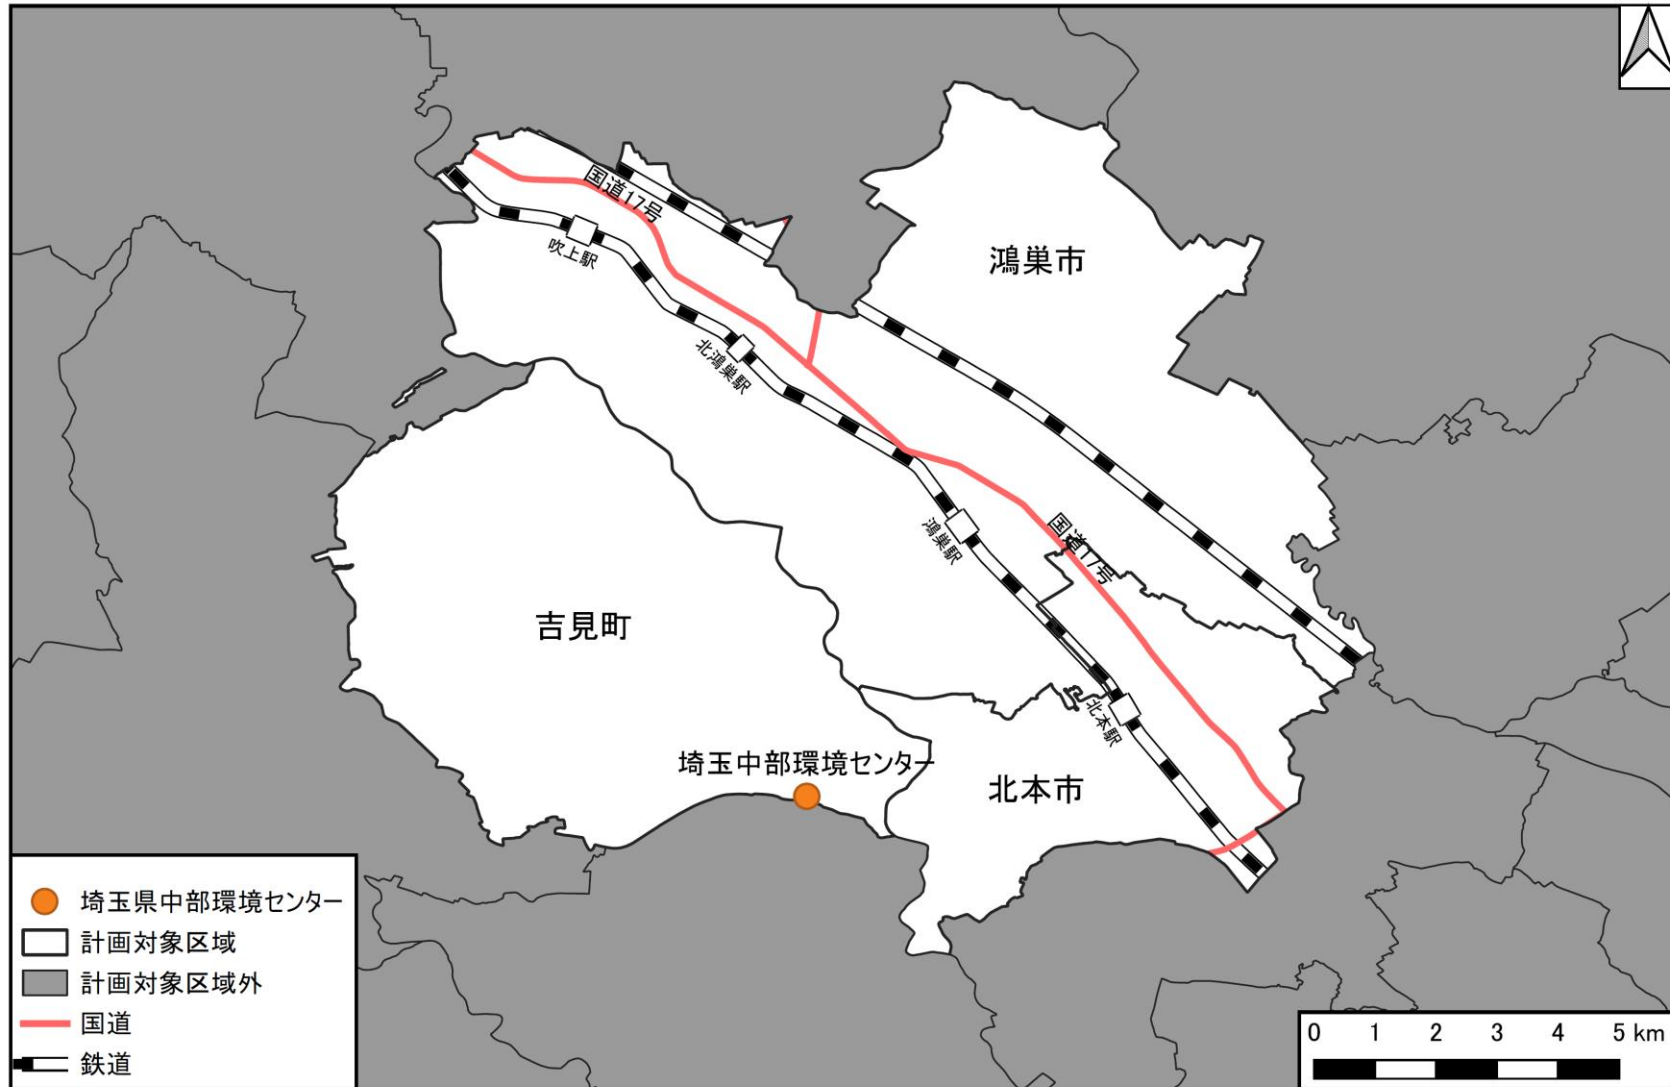 国道17号
吹上駅
鴻巣市
北鴻巣駅
鴻巣駅
国道17号
吉見町
北本駅
埼玉中部環境センター
北本市
埼玉県中部環境センター
計画対象区域
計画対象区域外
国道
鉄道
0 1 2 3 4 5 km